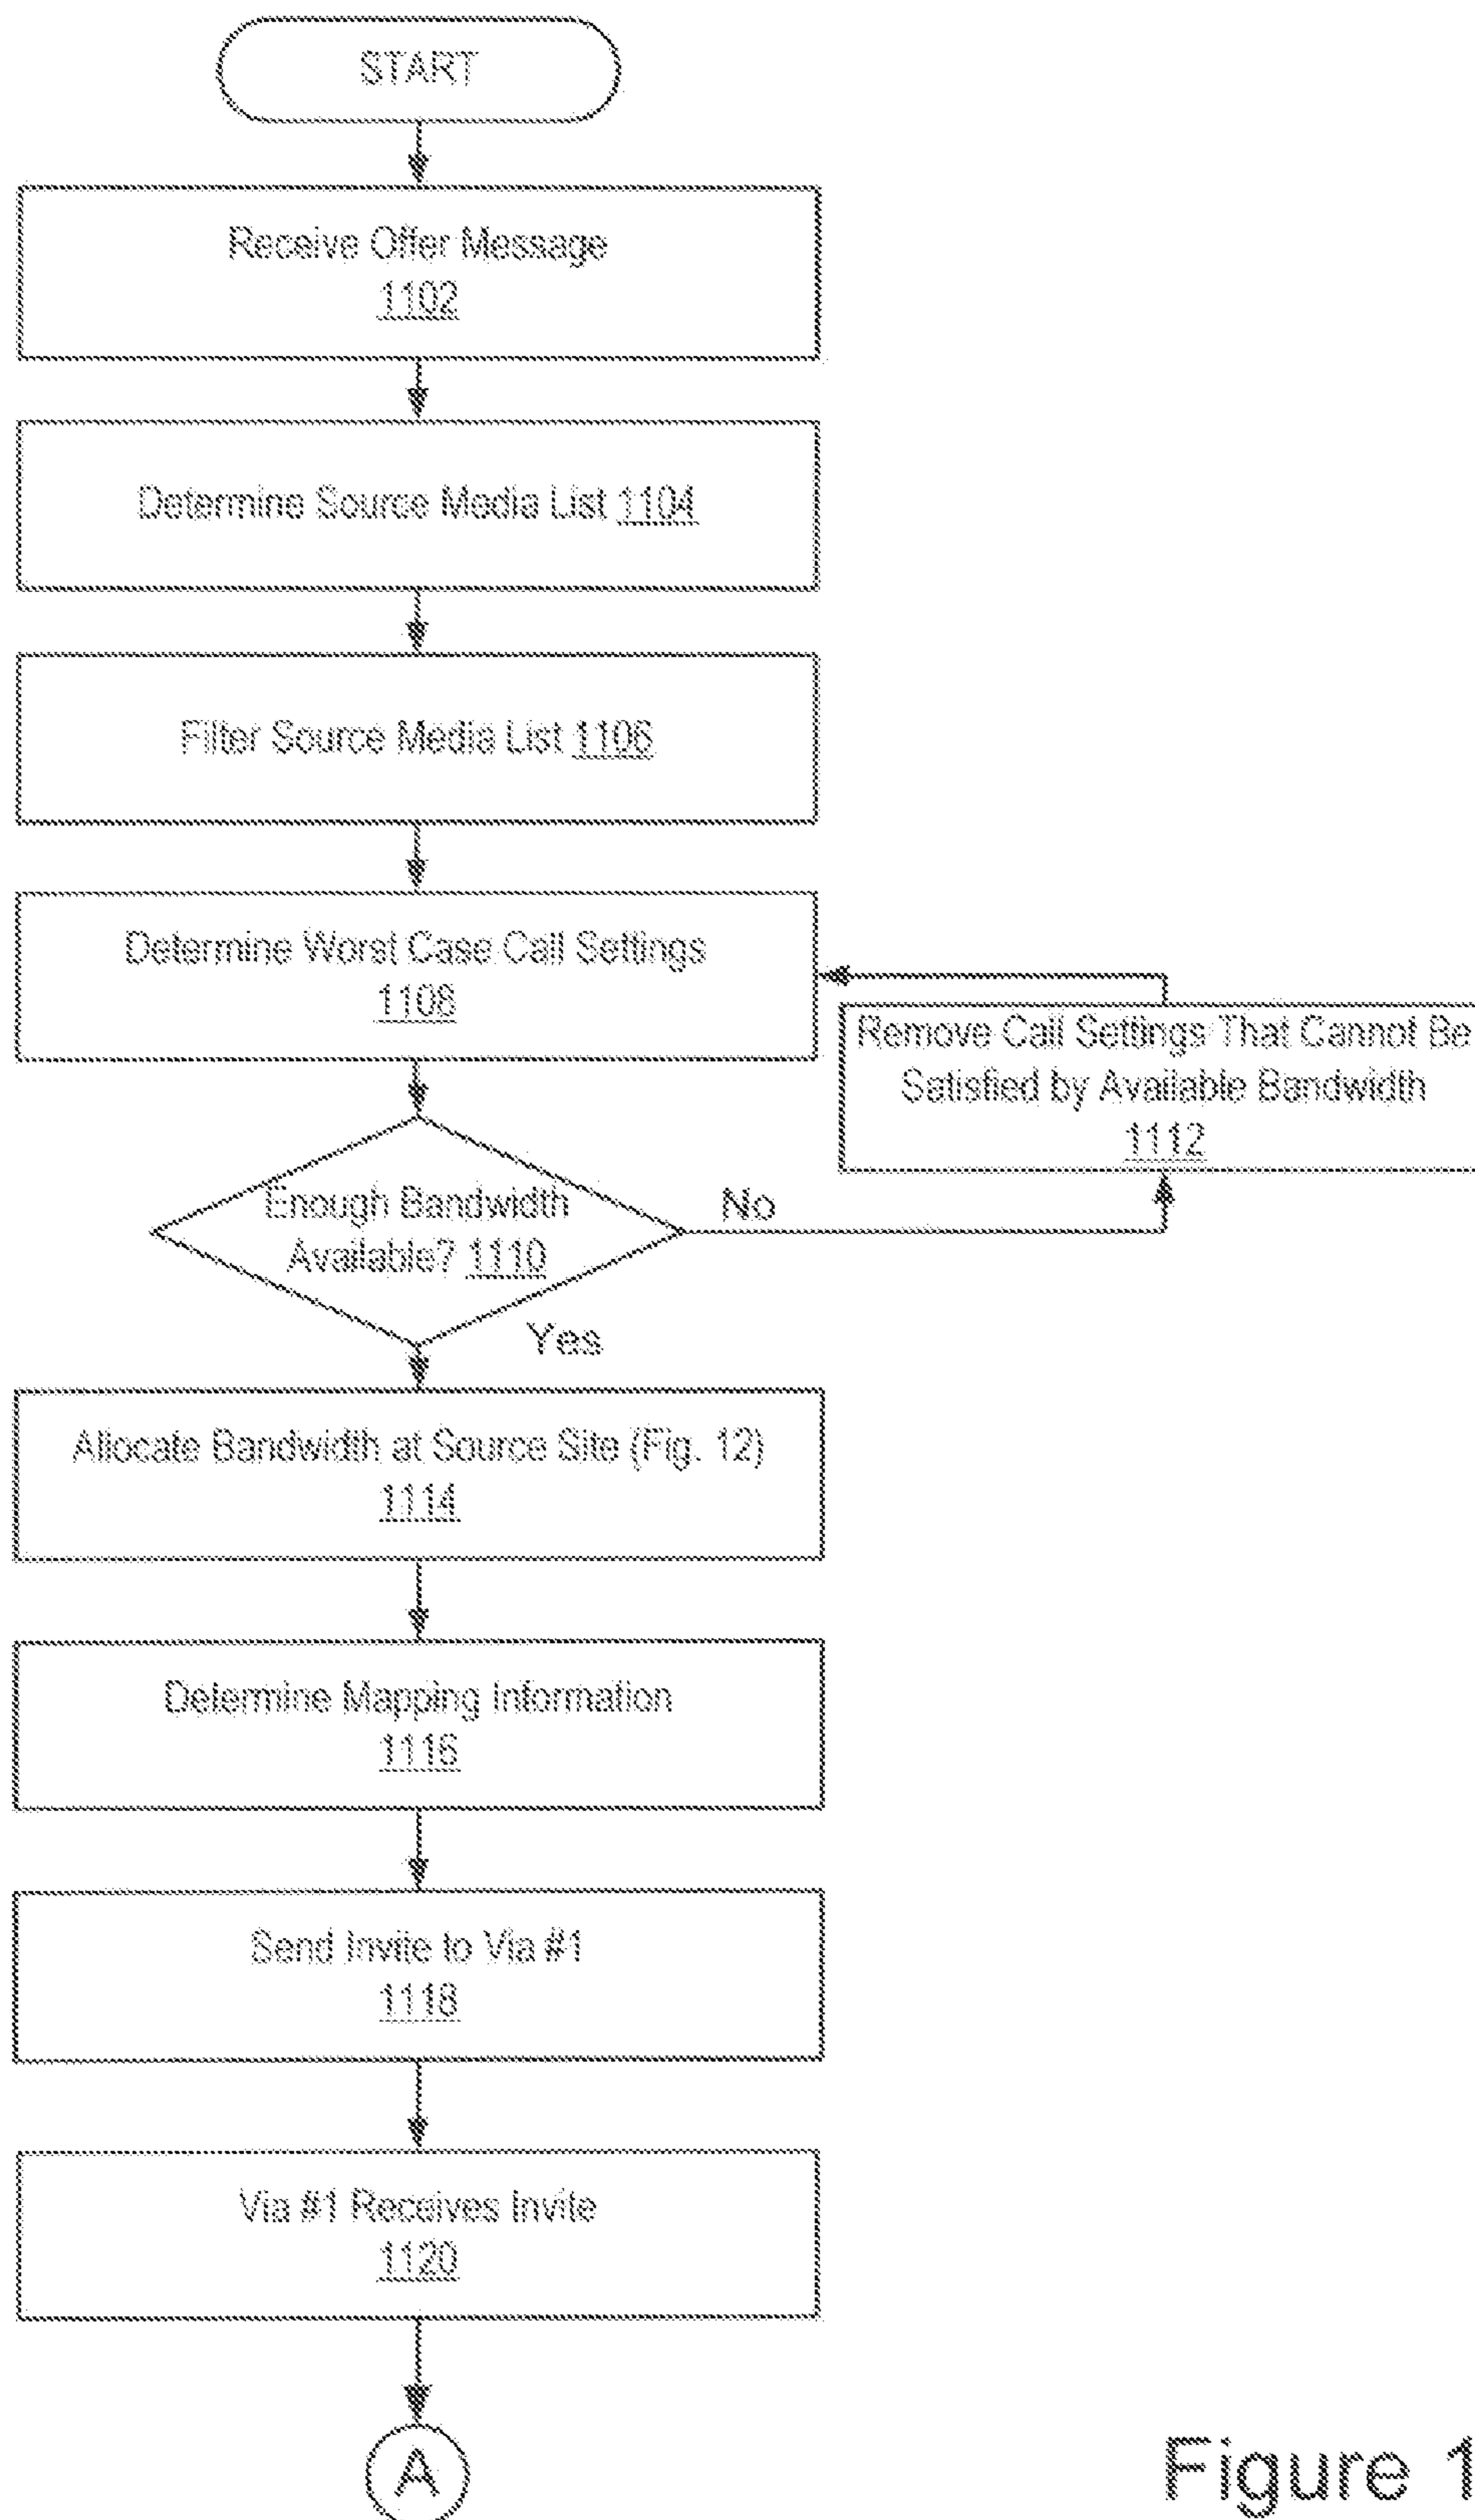 START
Receive Offer Message
1102
Determine Source Media List 1104
Filter Source Media List 1106
Determine Worst Case Call Settings
1108
Remove Call Settings That Cannot Be
Satisfied by Available Bandwidth
1112
Enough Bandwidth
Available? 1110
No
Yes
Allocate Bandwidth at Source Site (Fig. 12)
1114
Determine Mapping Information
1116
Send Invite to Via #1
1118
Via #1 Receives Invite
1120
A
Figure 1